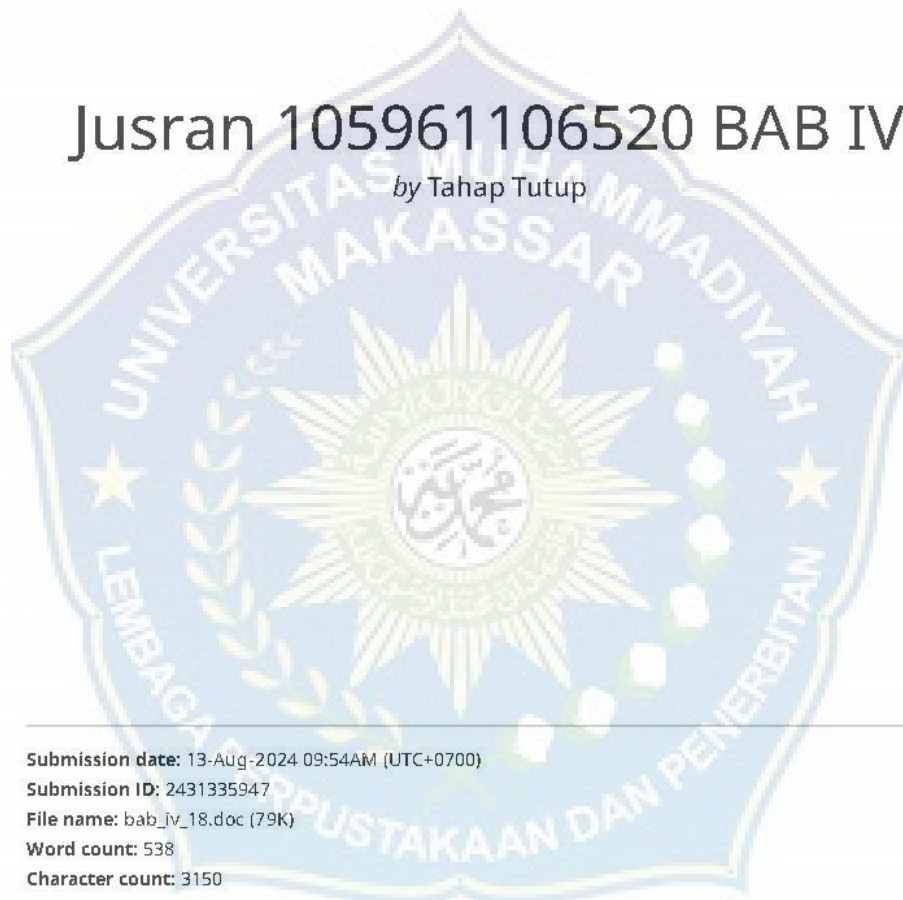 Jusran 105961106520 BAB IV
by Tahap Tutup
UNIVERSITAS MUHAMMADIYAH
MAKASSAR
محمد
LEMBAGA PERPUSTAKAAN DAN PENERBITAN
Submission date: 13-Aug-2024 09:54AM (UTC+0700)
Submission ID: 2431335947
File name: bab_iv_18.doc (79K)
Word count: 538
Character count: 3150